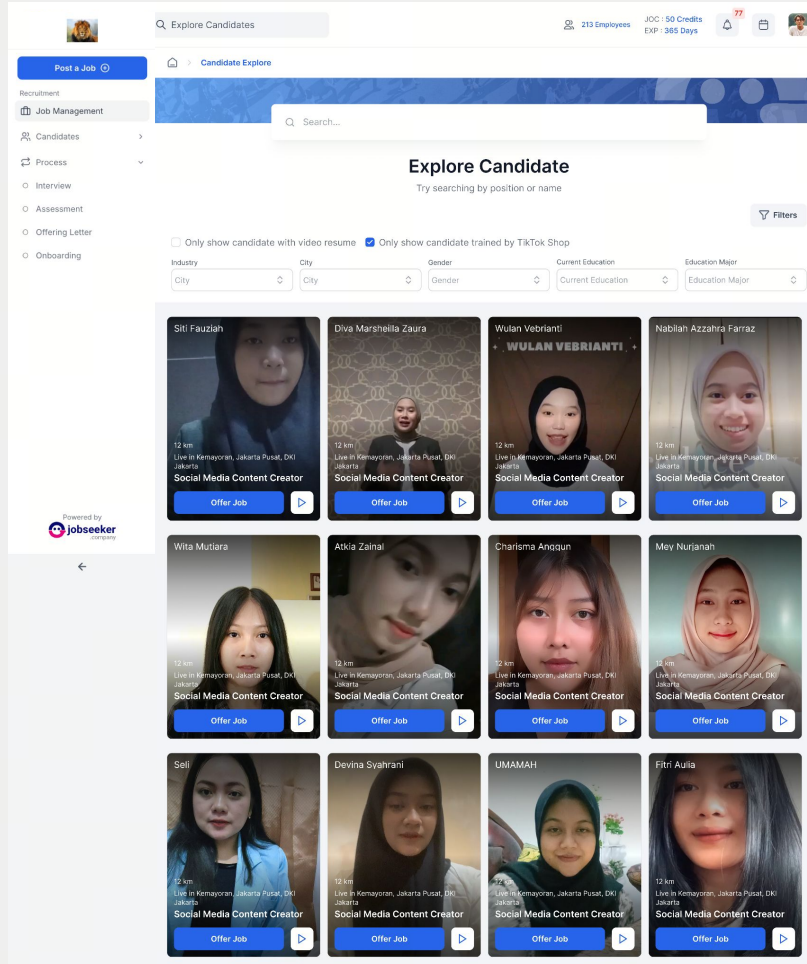 Explore Candidates
213 Employees
JOC : 50 Credits
EXP : 365 Days
77
Post a Job
Candidate Explore
Recruitment
Job Management
Candidates
Process
Interview
Assessment
Offering Letter
Onboarding
Powered by
jobseeker
.company
Search...
Explore Candidate
Try searching by position or name
Filters
Only show candidate with video resume
Only show candidate trained by TikTok Shop
Industry
City
Gender
Current Education
Education Major
City
City
Gender
Current Education
Education Major
Siti Fauziah
12 km
Live in Kemayoran, Jakarta Pusat, DKI
Jakarta
Social Media Content Creator
Offer Job
Diva Marsheilla Zaura
12 km
Live in Kemayoran, Jakarta Pusat, DKI
Jakarta
Social Media Content Creator
Offer Job
Wulan Vebrianti
WULAN VEBRIANTI
12 km
Live in Kemayoran, Jakarta Pusat, DKI
Jakarta
Social Media Content Creator
Offer Job
Nabilah Azzahra Farraz
12 km
Live in Kemayoran, Jakarta Pusat, DKI
Jakarta
Social Media Content Creator
Offer Job
Wita Mutiara
12 km
Live in Kemayoran, Jakarta Pusat, DKI
Jakarta
Social Media Content Creator
Offer Job
Atkia Zainal
12 km
Live in Kemayoran, Jakarta Pusat, DKI
Jakarta
Social Media Content Creator
Offer Job
Charisma Anggun
12 km
Live in Kemayoran, Jakarta Pusat, DKI
Jakarta
Social Media Content Creator
Offer Job
Mey Nurjanah
12 km
Live in Kemayoran, Jakarta Pusat, DKI
Jakarta
Social Media Content Creator
Offer Job
Seli
12 km
Live in Kemayoran, Jakarta Pusat, DKI
Jakarta
Social Media Content Creator
Offer Job
Devina Syahrani
12 km
Live in Kemayoran, Jakarta Pusat, DKI
Jakarta
Social Media Content Creator
Offer Job
UMAMAH
12 km
Live in Kemayoran, Jakarta Pusat, DKI
Jakarta
Social Media Content Creator
Offer Job
Fitri Aulia
12 km
Live in Kemayoran, Jakarta Pusat, DKI
Jakarta
Social Media Content Creator
Offer Job